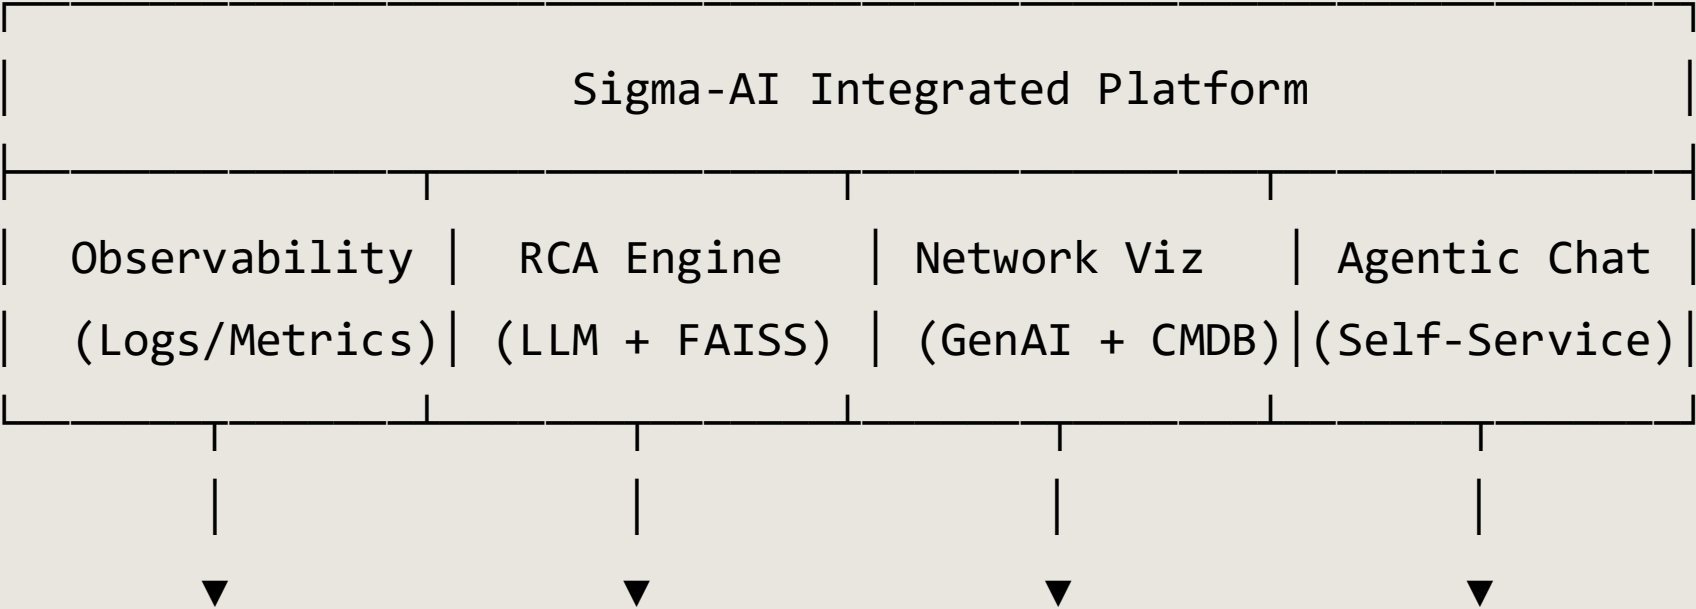 Sigma-AI Integrated Platform
Observability | RCA Engine | Network Viz | Agentic Chat
(Logs/Metrics)| (LLM + FAISS) | (GenAI + CMDB)|(Self-Service)